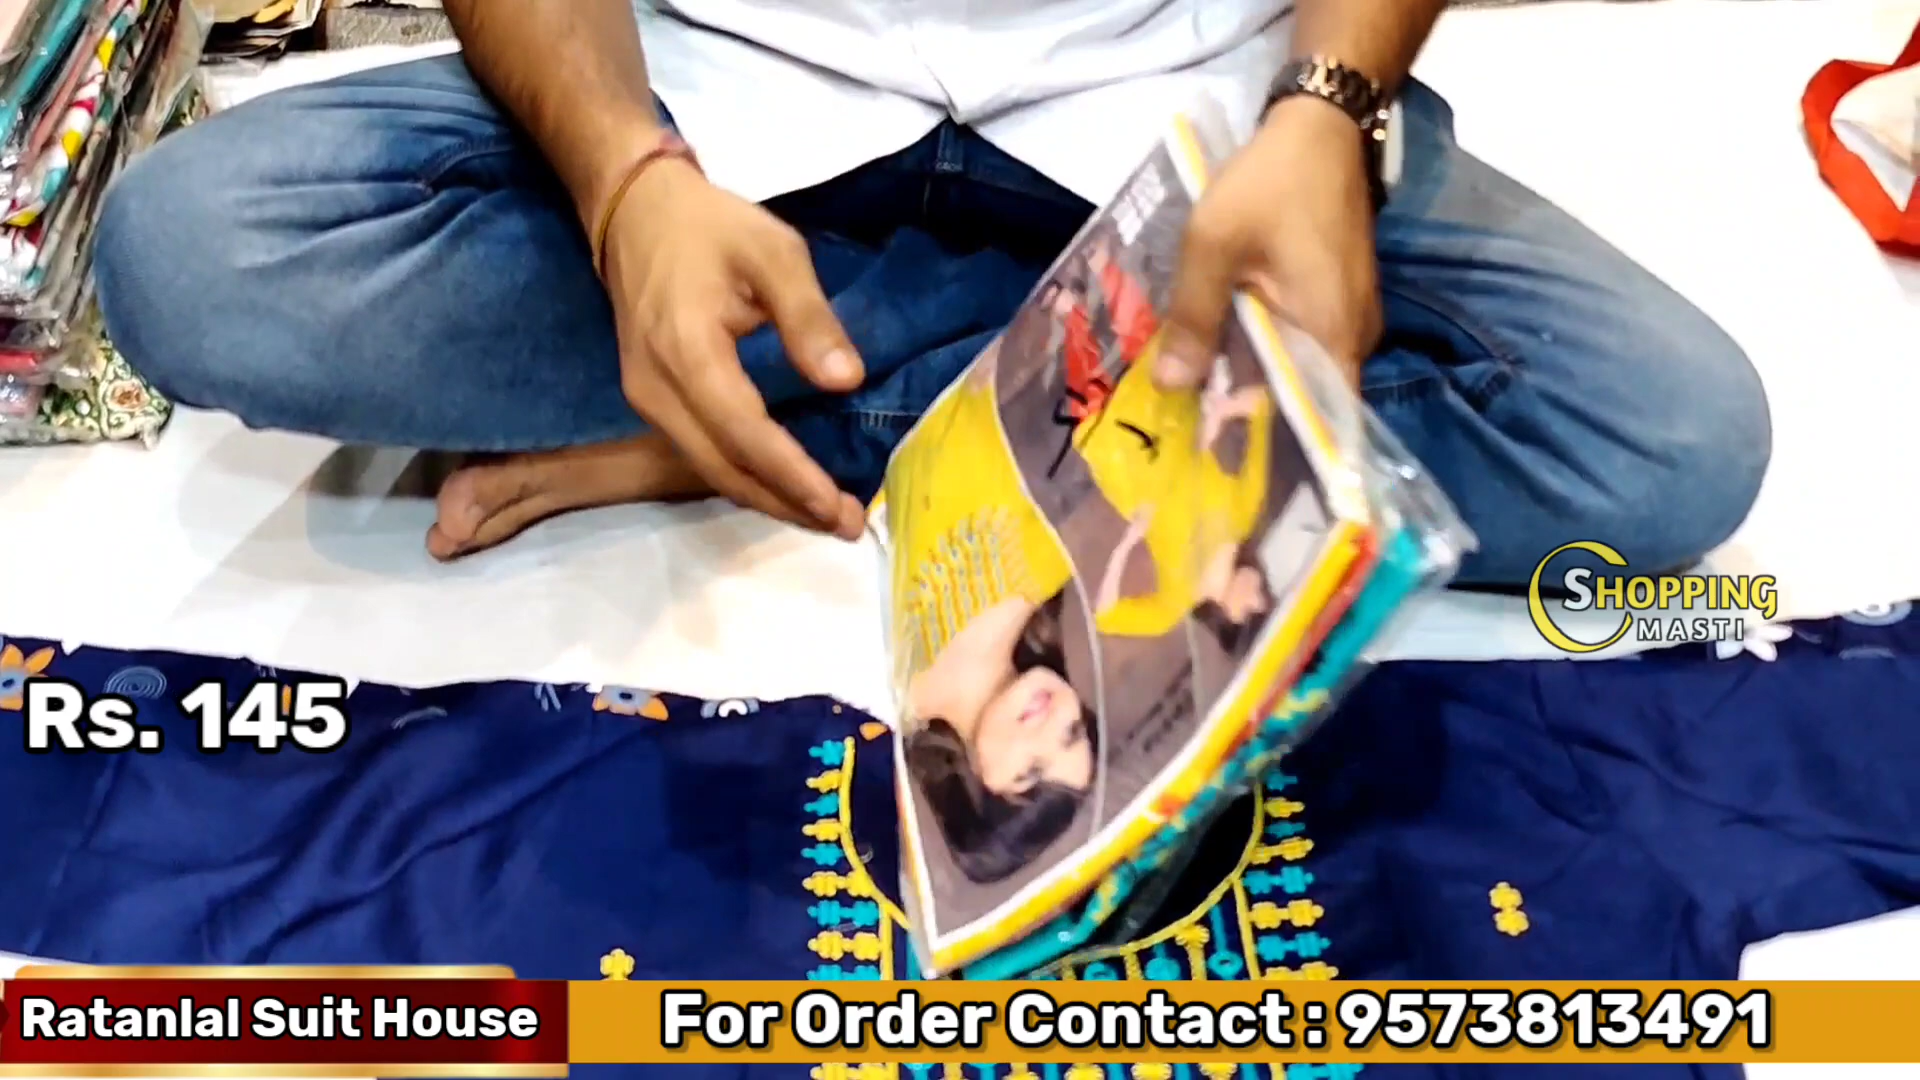 SHOPPING
MASTI
Rs. 145
Ratanlal Suit House
For Order Contact : 9573813491